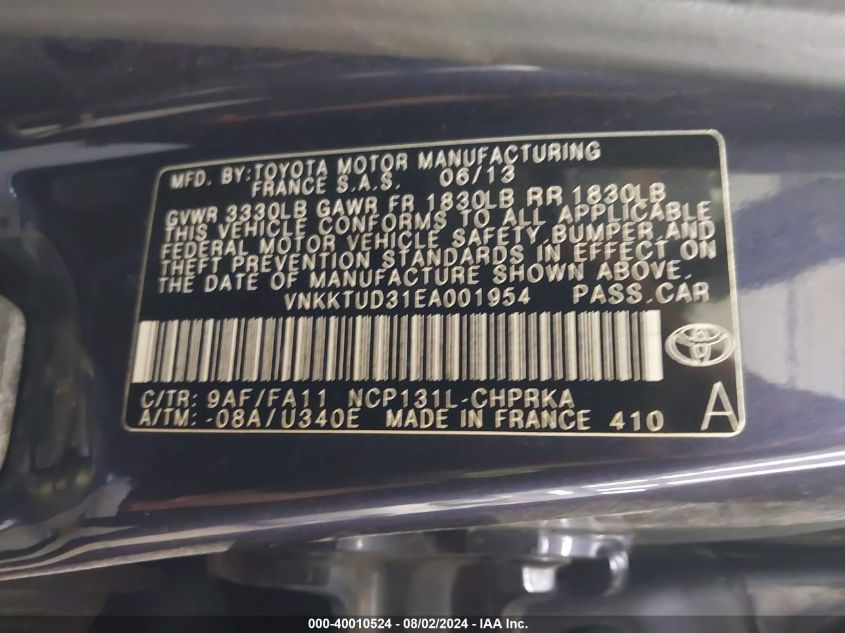 MFD. BY:TOYOTA MOTOR MANUFACTURING
FRANCE S.A.S. 06/13
GVWR 3330LB GAWR FR 1830LB RR 1830LB
THIS VEHICLE CONFORMS TO ALL APPLICABLE
FEDERAL MOTOR VEHICLE SAFETY,BUMPER,AND
THEFT PREVENTION STANDARDS IN EFFECT ON
THE DATE OF MANUFACTURE SHOWN ABOVE.
VNKKTUD31EA001954 PASS.CAR
C/TR: 9AF/FA11 NCP131L-CHPRKA
A/TM: -08A/U340E MADE IN FRANCE 410 A
000-40010524 - 08/02/2024 - IAA Inc.